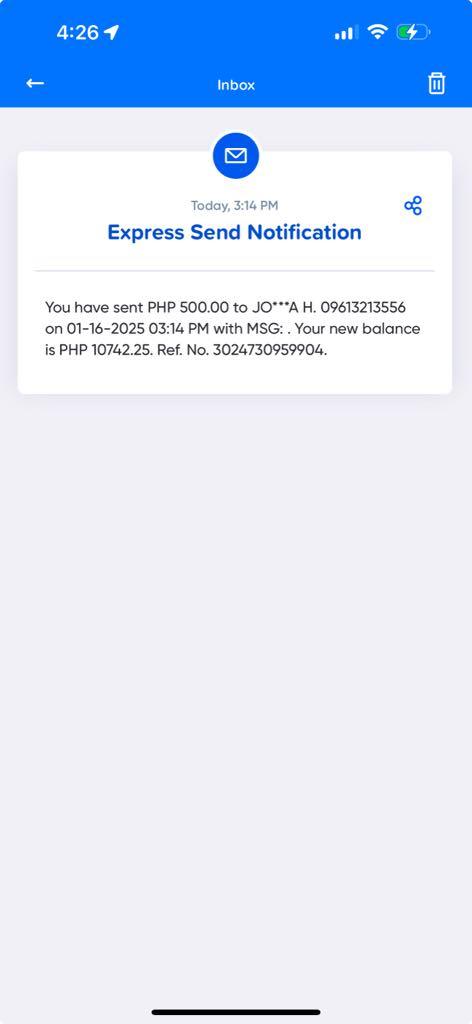 4:26
Inbox
Today, 3:14 PM
Express Send Notification
You have sent PHP 500.00 to JO***A H. 09613213556
on 01-16-2025 03:14 PM with MSG: . Your new balance
is PHP 10742.25. Ref. No. 3024730959904.